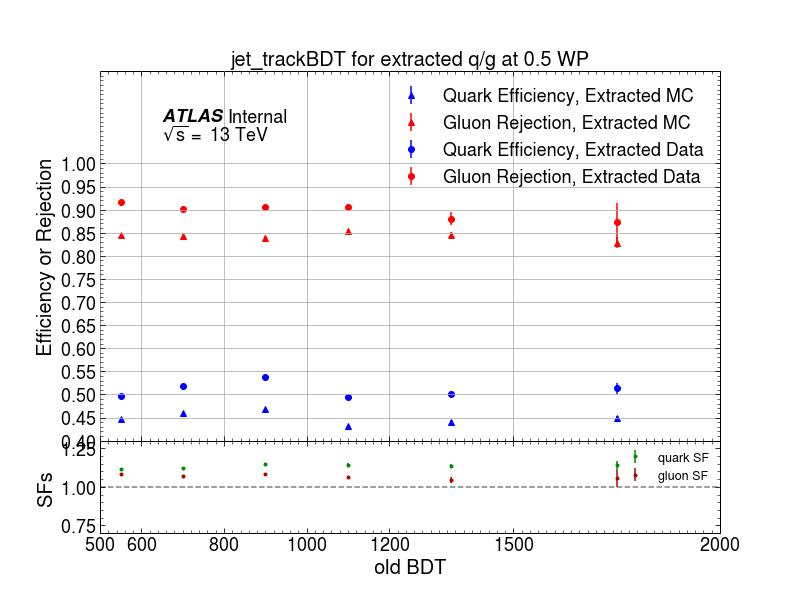 jet_trackBDT for extracted q/g at 0.5 WP
ATLAS Internal
√s = 13 TeV
Quark Efficiency, Extracted MC
Gluon Rejection, Extracted MC
Quark Efficiency, Extracted Data
Gluon Rejection, Extracted Data
Efficiency or Rejection
1.00
0.95
0.90
0.85
0.80
0.75
0.70
0.65
0.60
0.55
0.50
0.45
0.40
SFs
1.25
1.00
0.75
quark SF
gluon SF
500 600 800 1000 1200 1500 2000
old BDT